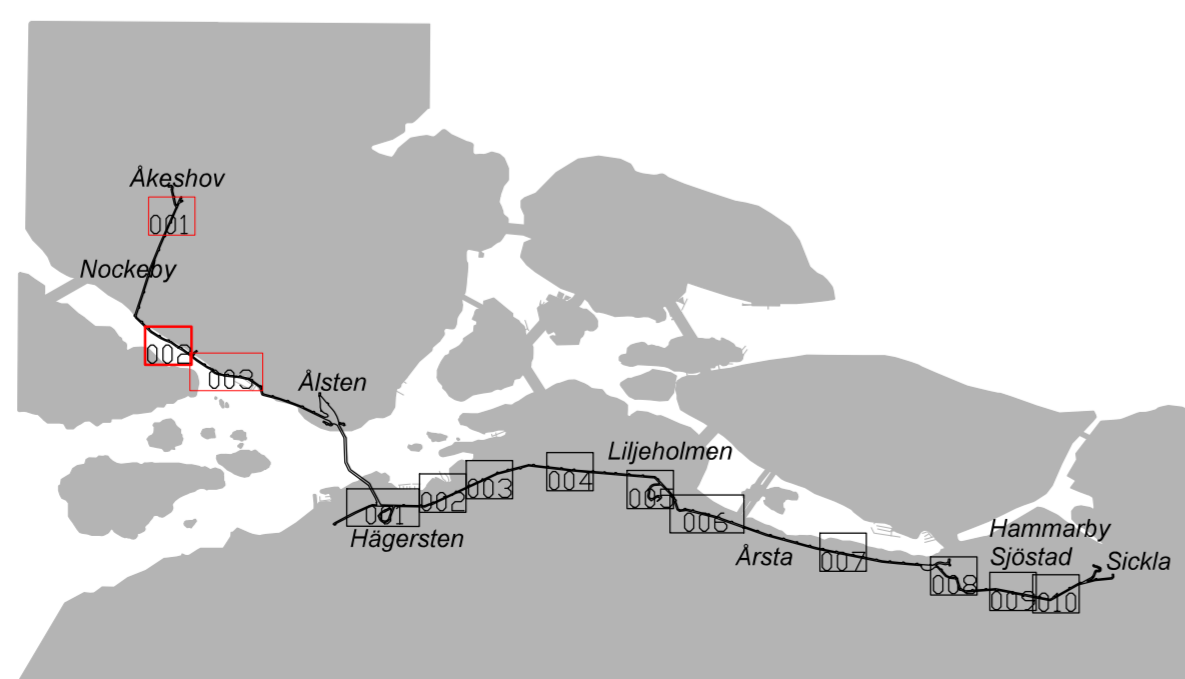 Åkeshov
001
Nockeby
002
003
Ålsten
Liljeholmen
001
002
003
004
005
006
Hägersten
Årsta
007
Hammarby
Sjöstad
Sickla
008
009
010